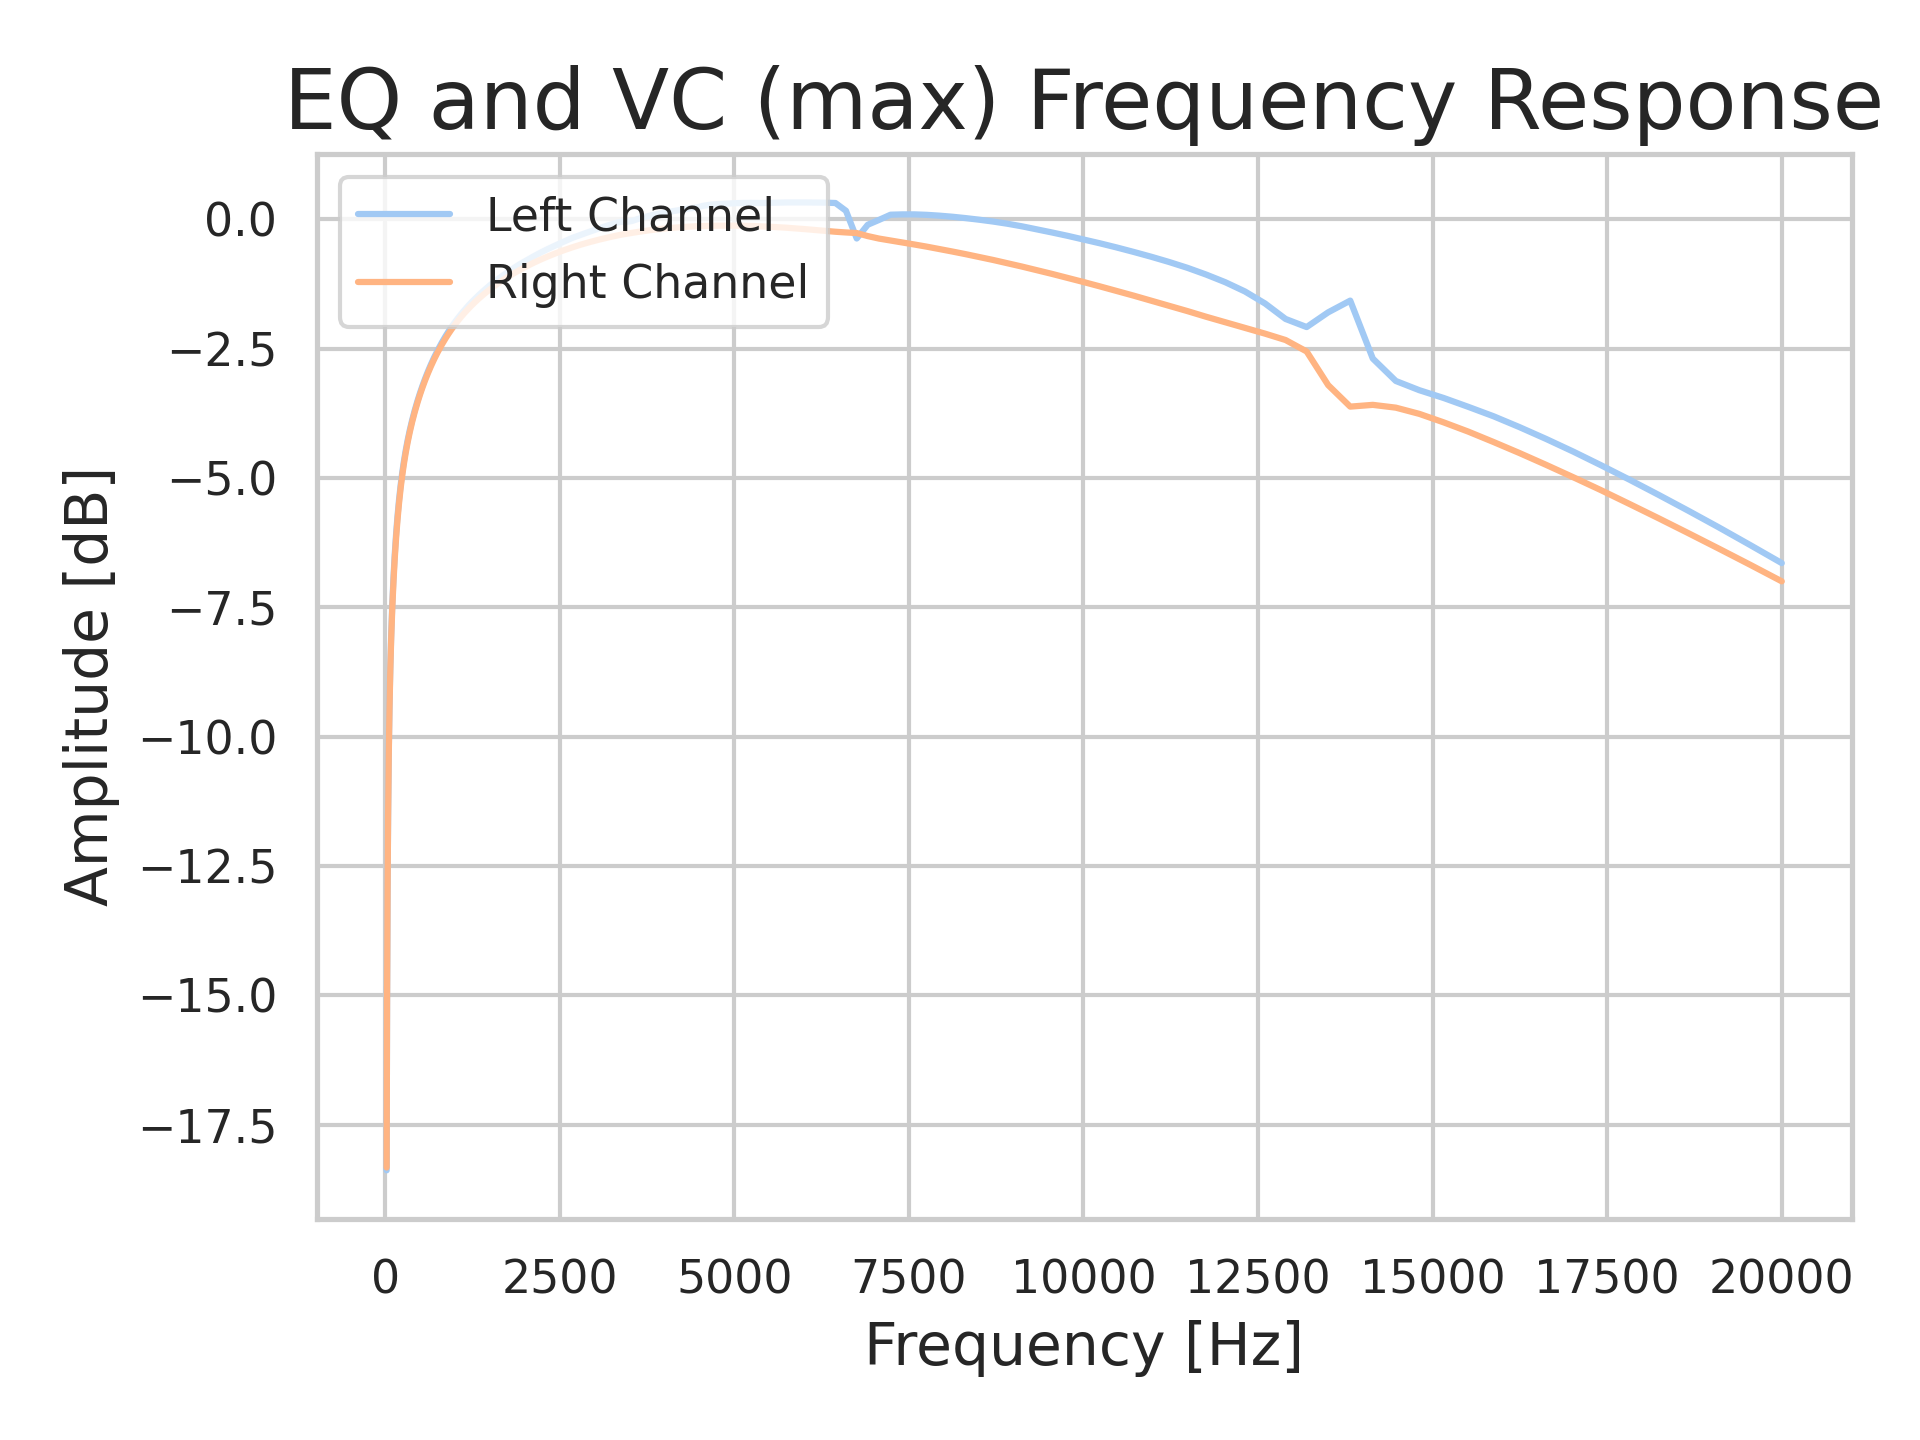 EQ and VC (max) Frequency Response
Left Channel
Right Channel
0.0
−2.5
−5.0
−7.5
−10.0
−12.5
−15.0
−17.5
Amplitude [dB]
0 2500 5000 7500 10000 12500 15000 17500 20000
Frequency [Hz]